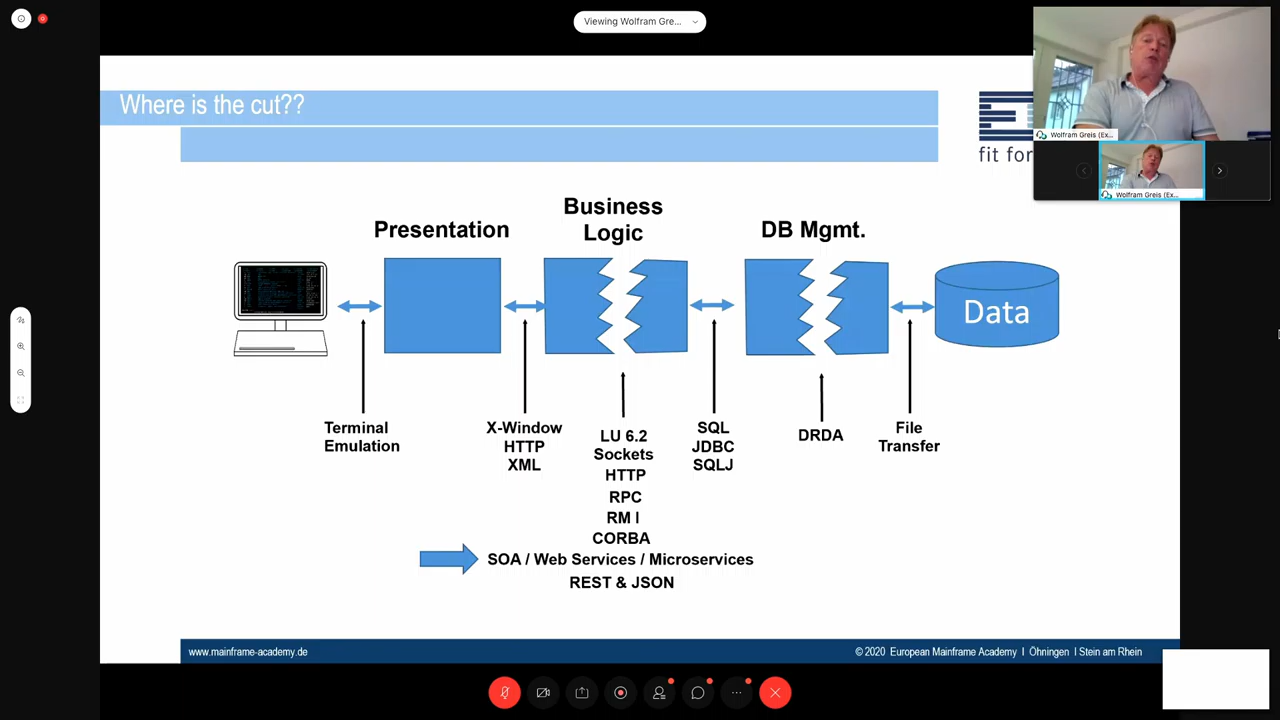 Viewing Wolfram Gre...
Where is the cut??
fit for
Wolfram Greis (Ex...
Wolfram Greis (Ex...
Presentation
Business
Logic
DB Mgmt.
Data
Terminal
Emulation
X-Window
HTTP
XML
LU 6.2
Sockets
HTTP
RPC
RM I
CORBA
SOA / Web Services / Microservices
REST & JSON
SQL
JDBC
SQLJ
DRDA
File
Transfer
www.mainframe-academy.de
© 2020 European Mainframe Academy I Öhningen I Stein am Rhein